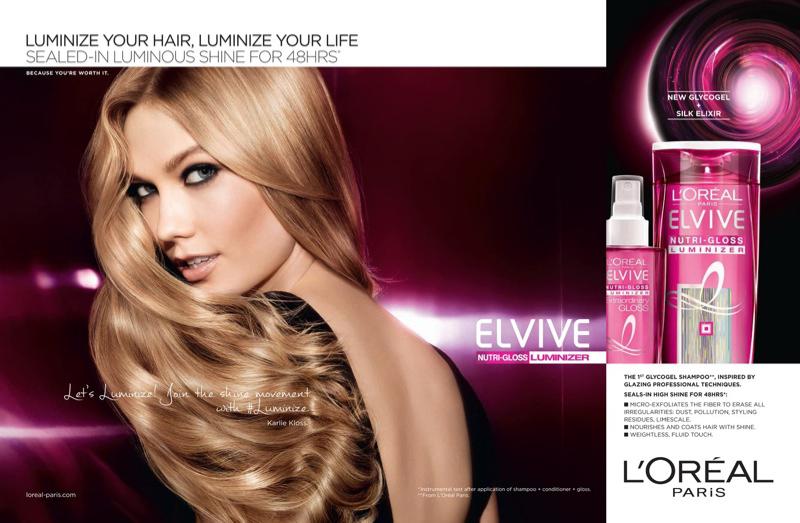 LUMINIZE YOUR HAIR, LUMINIZE YOUR LIFE
SEALED-IN LUMINOUS SHINE FOR 48HRS*
BECAUSE YOU'RE WORTH IT.
Let's Luminize! Join the shine movement
with #Luminize.
Karlie Kloss.
ELVIVE
NUTRI-GLOSS LUMINIZER
loreal-paris.com
*Instrumental test after application of shampoo + conditioner + gloss.
**From L'Oréal Paris.
NEW GLYCOGEL
+
SILK ELIXIR
L'ORÉAL
PARIS
ELVIVE
NUTRI-GLOSS
LUMINIZER
L'ORÉAL
PARIS
ELVIVE
NUTRI-GLOSS
LUMINIZER
Extraordinary
GLOSS
THE 1ST GLYCOGEL SHAMPOO**, INSPIRED BY
GLAZING PROFESSIONAL TECHNIQUES.
SEALS-IN HIGH SHINE FOR 48HRS*:
■ MICRO-EXFOLIATES THE FIBER TO ERASE ALL
IRREGULARITIES: DUST, POLLUTION, STYLING
RESIDUES, LIMESCALE.
■ NOURISHES AND COATS HAIR WITH SHINE.
■ WEIGHTLESS, FLUID TOUCH.
L'ORÉAL
PARIS